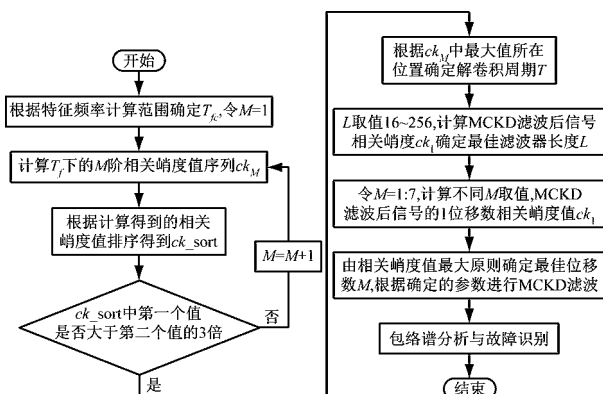 开始
根据特征频率计算范围确定T_fc,令M=1
计算T_f下的M阶相关峭度值序列ck_M
根据计算得到的相关
峭度值排序得到ck_sort
M=M+1
ck_sort中第一个值
是否大于第二个值的3倍
否
是
根据ck_M中最大值所在
位置确定解卷积周期T
L取值16~256,计算MCKD滤波后信号
相关峭度ck_1确定最佳滤波器长度L
令M=1:7,计算不同M取值,MCKD
滤波后信号的1位移数相关峭度值ck_1
由相关峭度值最大原则确定最佳位移
数M,根据确定的参数进行MCKD滤波
包络谱分析与故障识别
结束